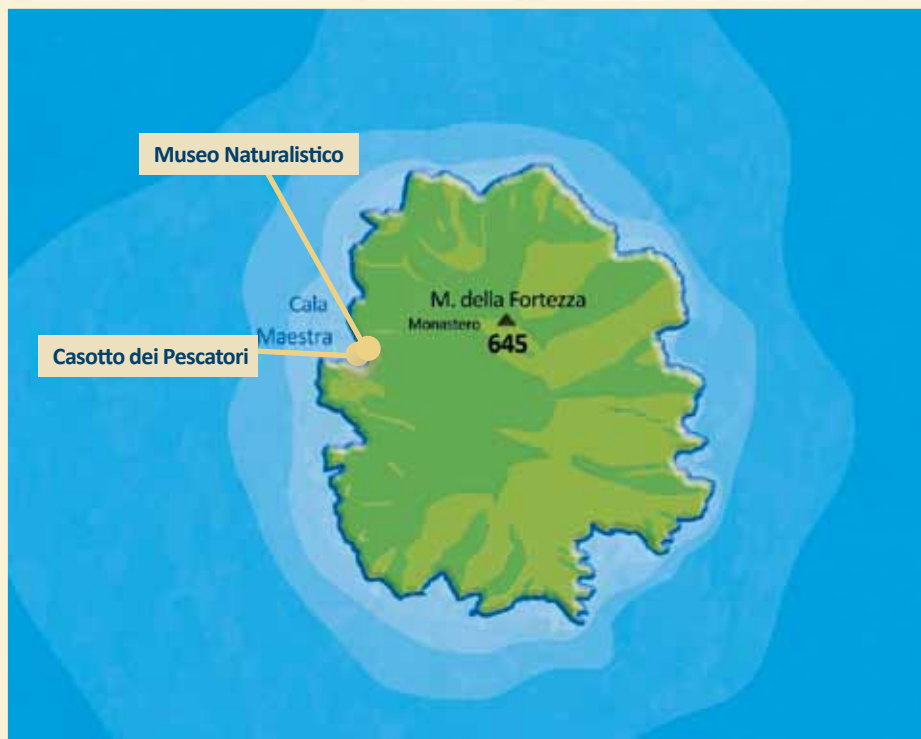 Museo Naturalistico
Cala
Maestra
M. della Fortezza
Monastero
645
Casotto dei Pescatori